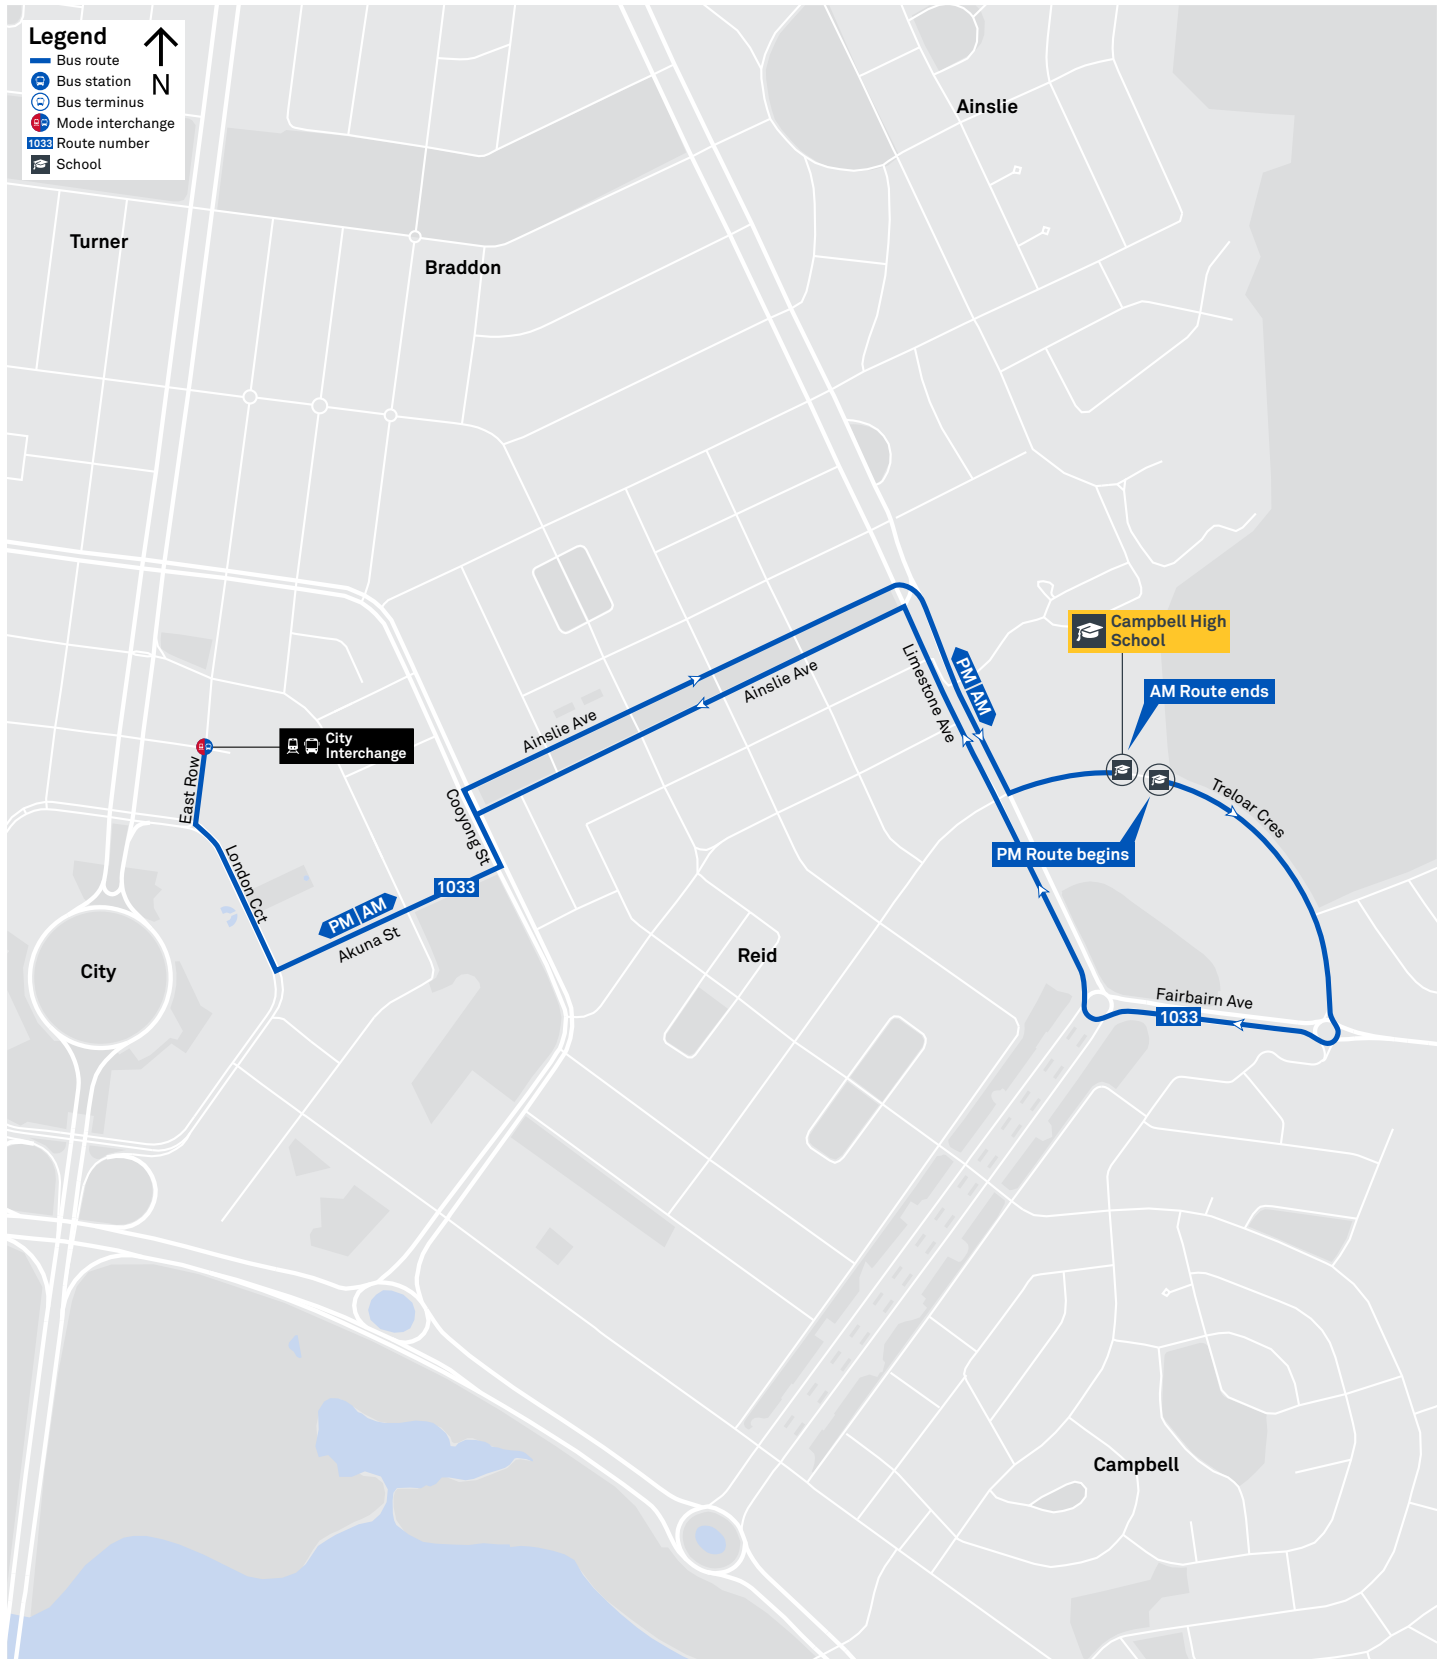 Legend
N
Bus route
Bus station
Bus terminus
Mode interchange
1033 Route number
School
Ainslie
Turner
Braddon
Campbell High
School
AM Route ends
PM | AM
Limestone Ave
Ainslie Ave
Ainslie Ave
City
Interchange
East Row
Cooyong St
Treloar Cres
PM Route begins
London Cct
1033
PM | AM
Akuna St
Reid
City
Fairbairn Ave
1033
Campbell